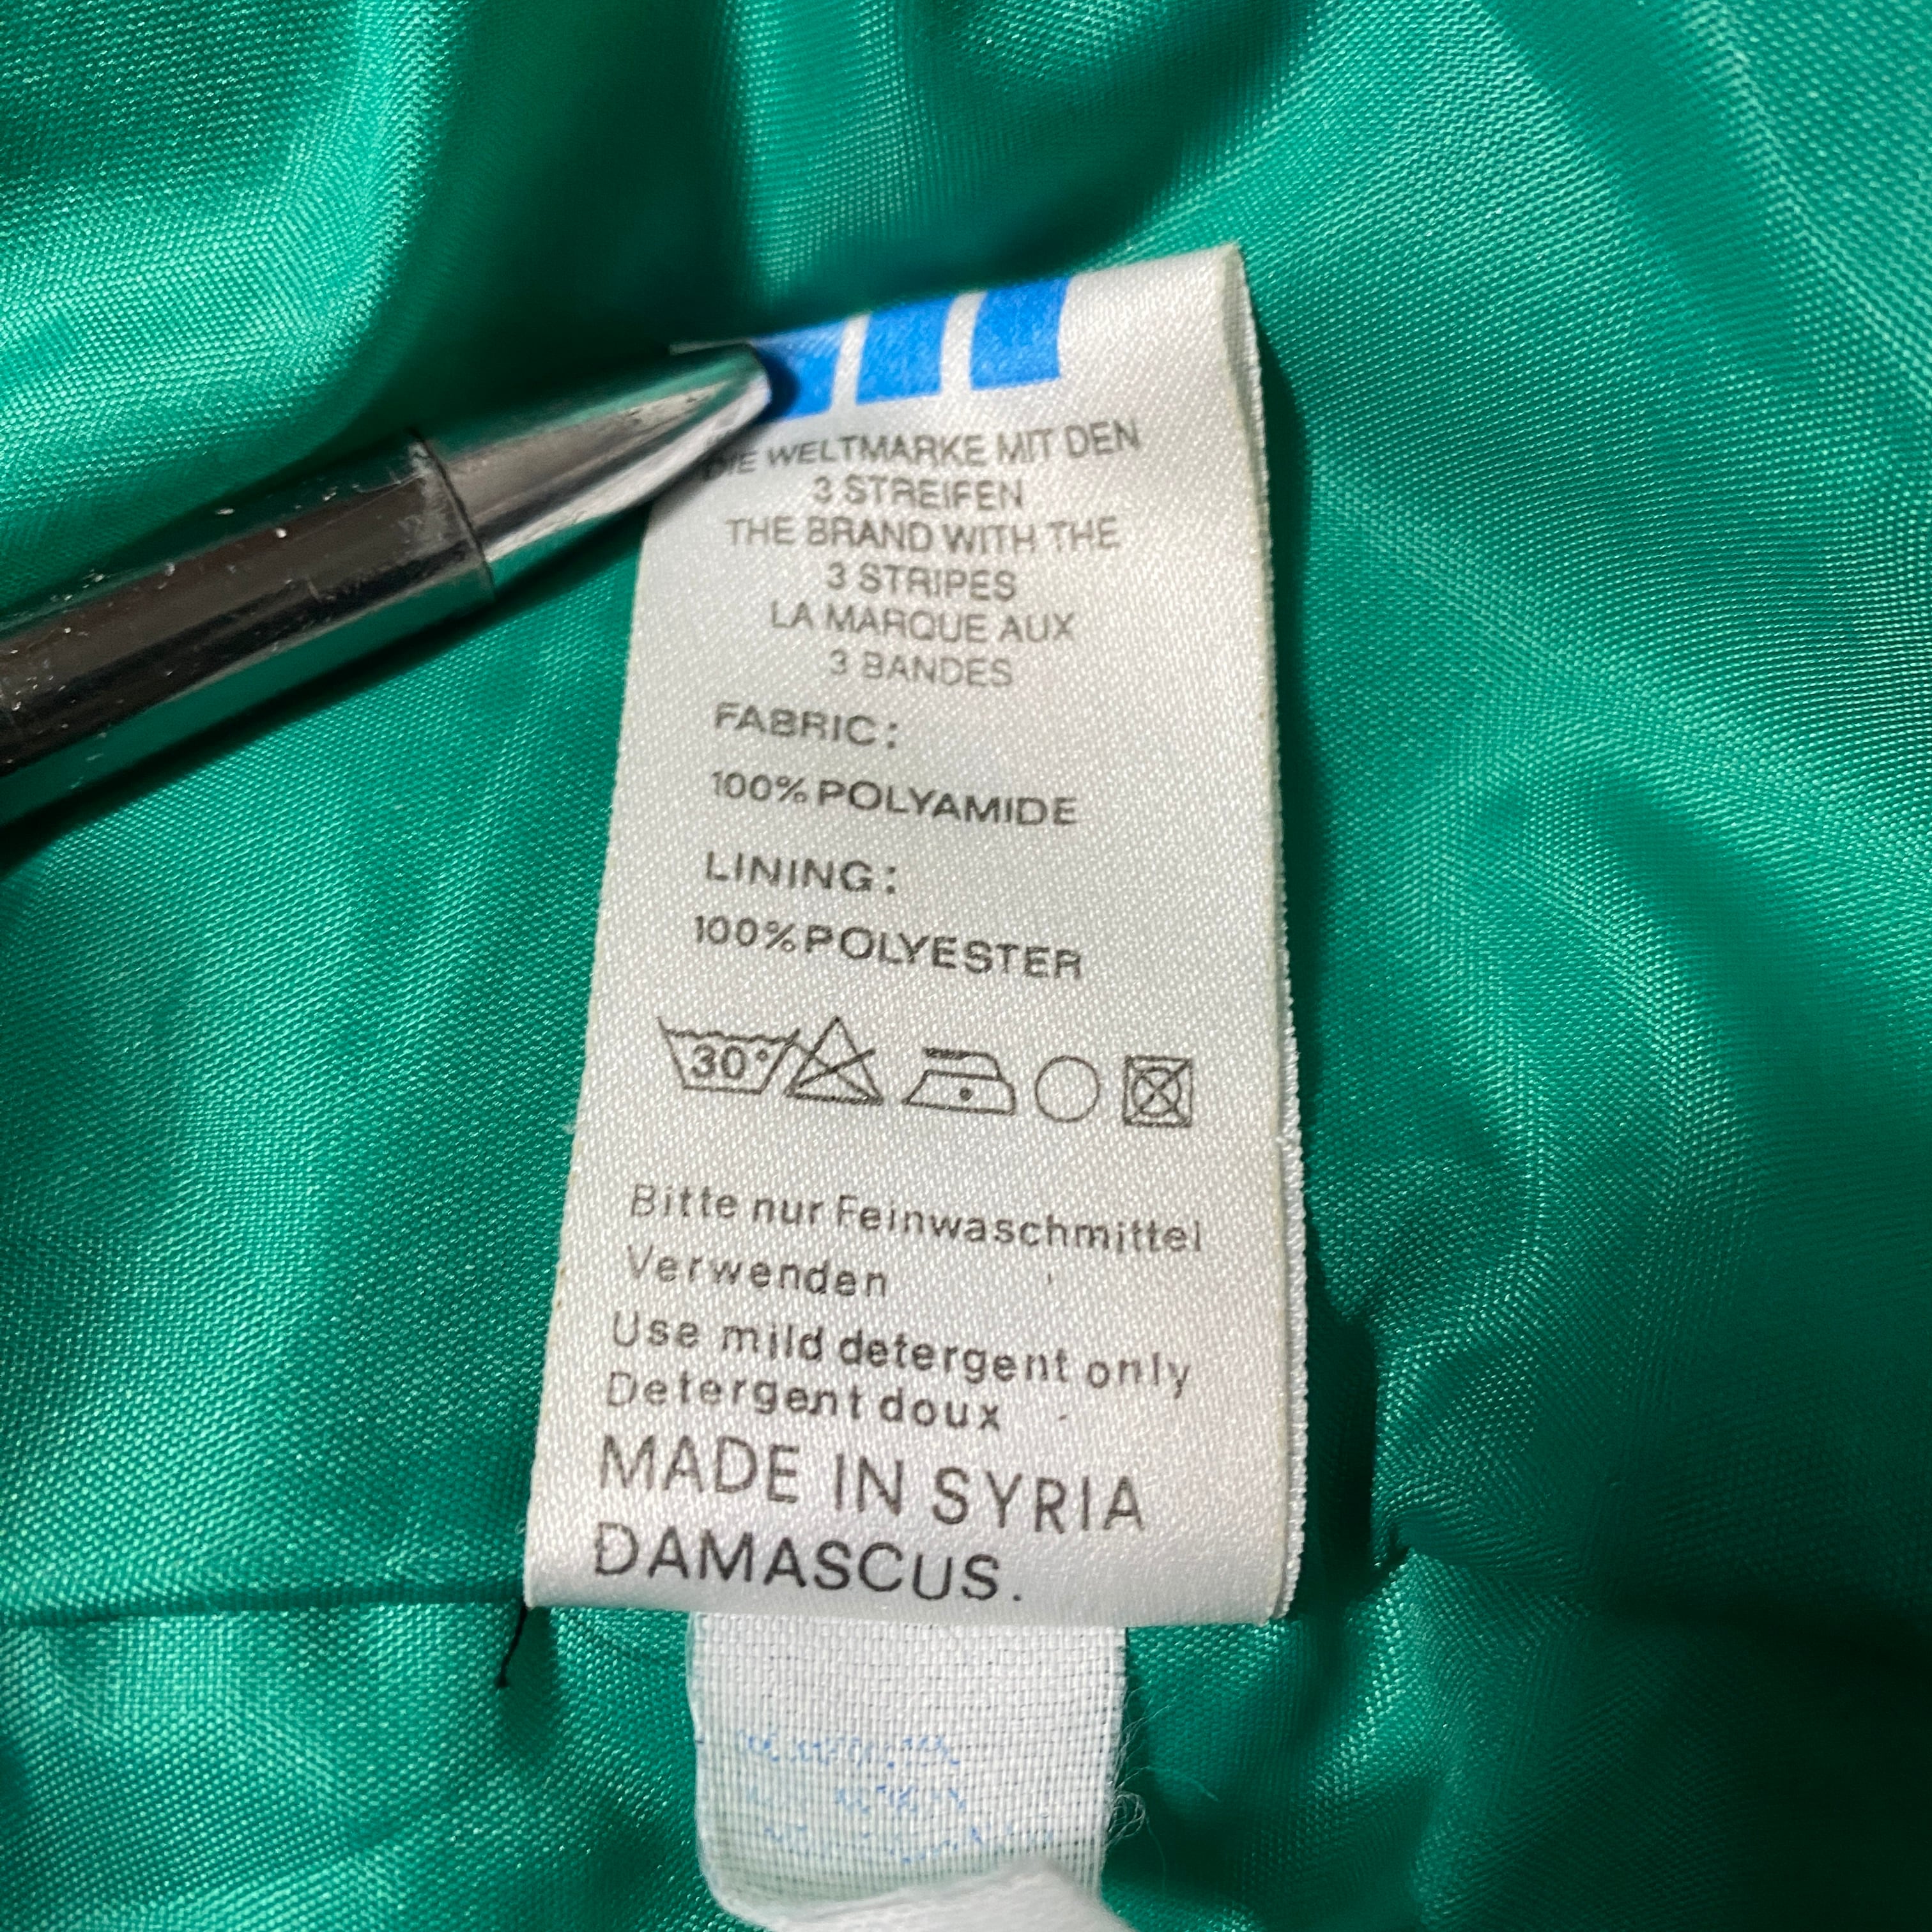 DIE WELTMARKE MIT DEN
3 STREIFEN
THE BRAND WITH THE
3 STRIPES
LA MARQUE AUX
3 BANDES
FABRIC:
100% POLYAMIDE
LINING:
100% POLYESTER
30°
Bitte nur Feinwaschmittel
Verwenden
Use mild detergent only
Detergent doux
MADE IN SYRIA
DAMASCUS.